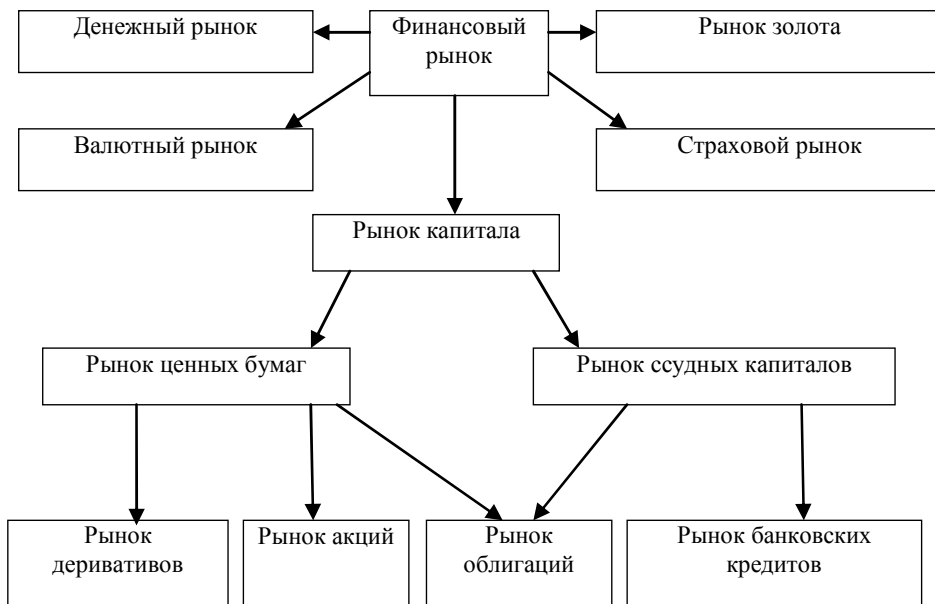 Денежный рынок
Финансовый
рынок
Рынок золота
Валютный рынок
Страховой рынок
Рынок капитала
Рынок ценных бумаг
Рынок ссудных капиталов
Рынок
деривативов
Рынок акций
Рынок
облигаций
Рынок банковских
кредитов